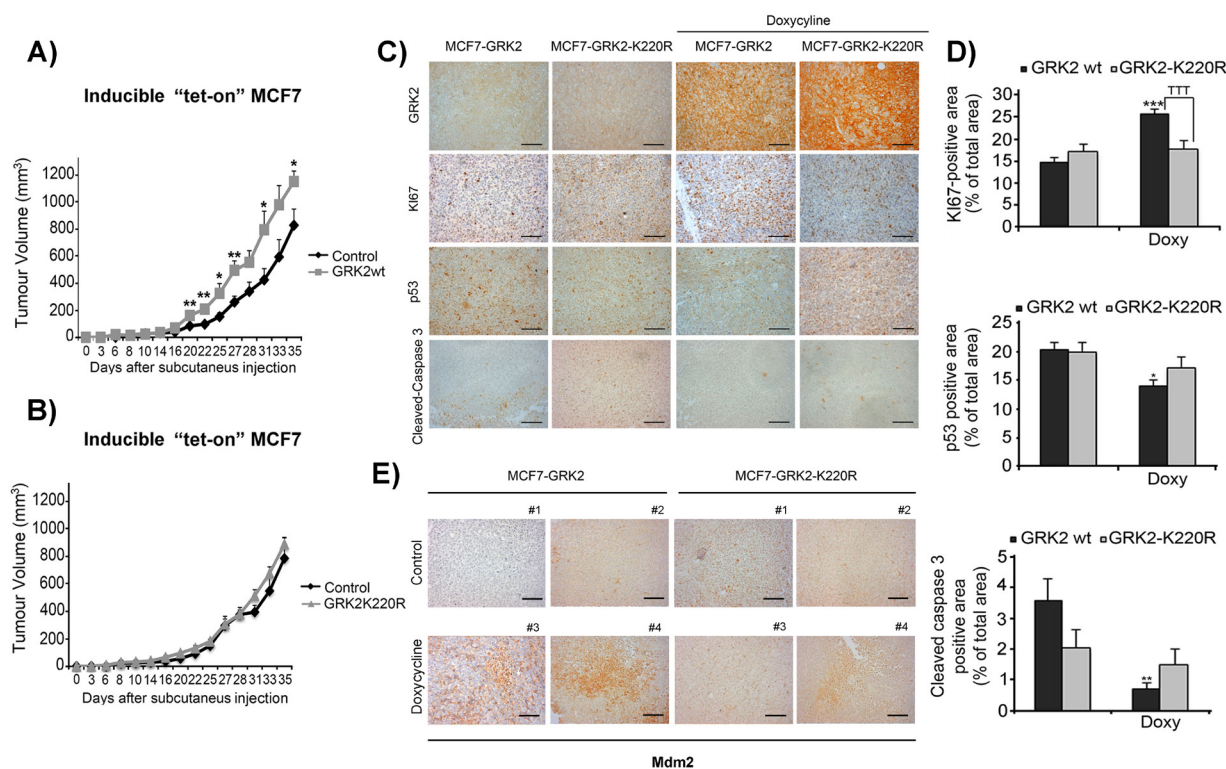 A)
Inducible "tet-on" MCF7
Tumour Volume (mm3)
1200
1000
800
600
400
200
0
** ** * ** * *
Control
GRK2wt
0 3 6 8 10 14 16 20 22 25 27 28 31 33 35
Days after subcutaneus injection
B)
Inducible "tet-on" MCF7
Tumour Volume (mm3)
1200
1000
800
600
400
200
0
Control
GRK2K220R
0 3 6 8 10 14 16 20 22 25 27 28 31 33 35
Days after subcutaneus injection
C)
Doxycyline
MCF7-GRK2 MCF7-GRK2-K220R MCF7-GRK2 MCF7-GRK2-K220R
GRK2
KI67
p53
Cleaved-Caspase 3
E)
MCF7-GRK2 MCF7-GRK2-K220R
#1 #2 #1 #2
Control
#3 #4 #3 #4
Doxycycline
Mdm2
D)
GRK2 wt GRK2-K220R
KI67-positive area
(% of total area)
30
25
20
15
15
10
5
0
*** TTT
Doxy
GRK2 wt GRK2-K220R
p53 positive area
(% of total area)
25
20
15
10
5
0
*
Doxy
GRK2 wt GRK2-K220R
Cleaved caspase 3
positive area
(% of total area)
5
4
3
2
1
0
**
Doxy